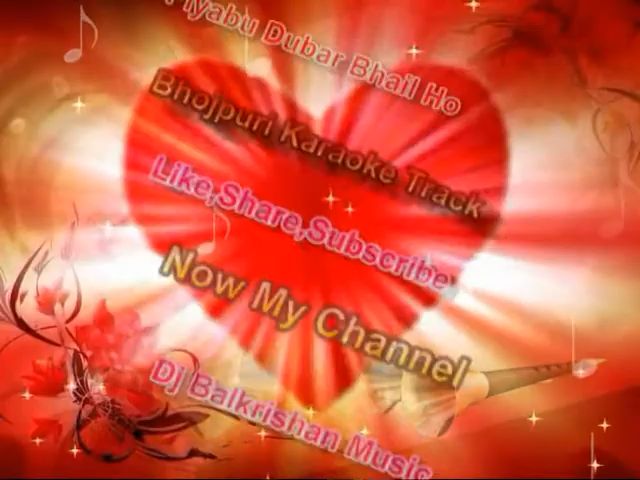 Piyabu Dubar Bhail Ho
Bhojpuri Karaoke Track
Like,Share,Subscribe
Now My Channel
Dj Balkrishan Music